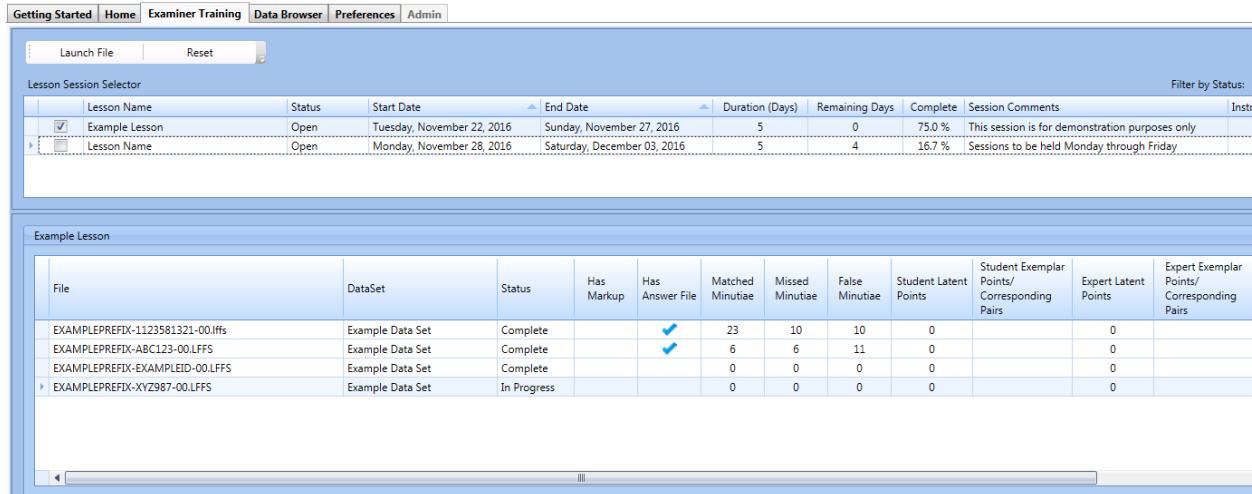 Getting Started Home Examiner Training Data Browser Preferences Admin
Launch File Reset
Lesson Session Selector Filter by Status:
Lesson Name Status Start Date End Date Duration (Days) Remaining Days Complete Session Comments Instr
Example Lesson Open Tuesday, November 22, 2016 Sunday, November 27, 2016 5 0 75.0 % This session is for demonstration purposes only
Lesson Name Open Monday, November 28, 2016 Saturday, December 03, 2016 5 4 16.7 % Sessions to be held Monday through Friday
Example Lesson
File DataSet Status Has Markup Has Answer File Matched Minutiae Missed Minutiae False Minutiae Student Latent Points Student Exemplar Points/ Corresponding Pairs Expert Latent Points Expert Exemplar Points/ Corresponding Pairs
EXAMPLEPREFIX-1123581321-00.lffs Example Data Set Complete 23 10 10 0 0
EXAMPLEPREFIX-ABC123-00.LFFS Example Data Set Complete 6 6 11 0 0
EXAMPLEPREFIX-EXAMPLEID-00.LFFS Example Data Set Complete 0 0 0 0 0
EXAMPLEPREFIX-XYZ987-00.LFFS Example Data Set In Progress 0 0 0 0 0